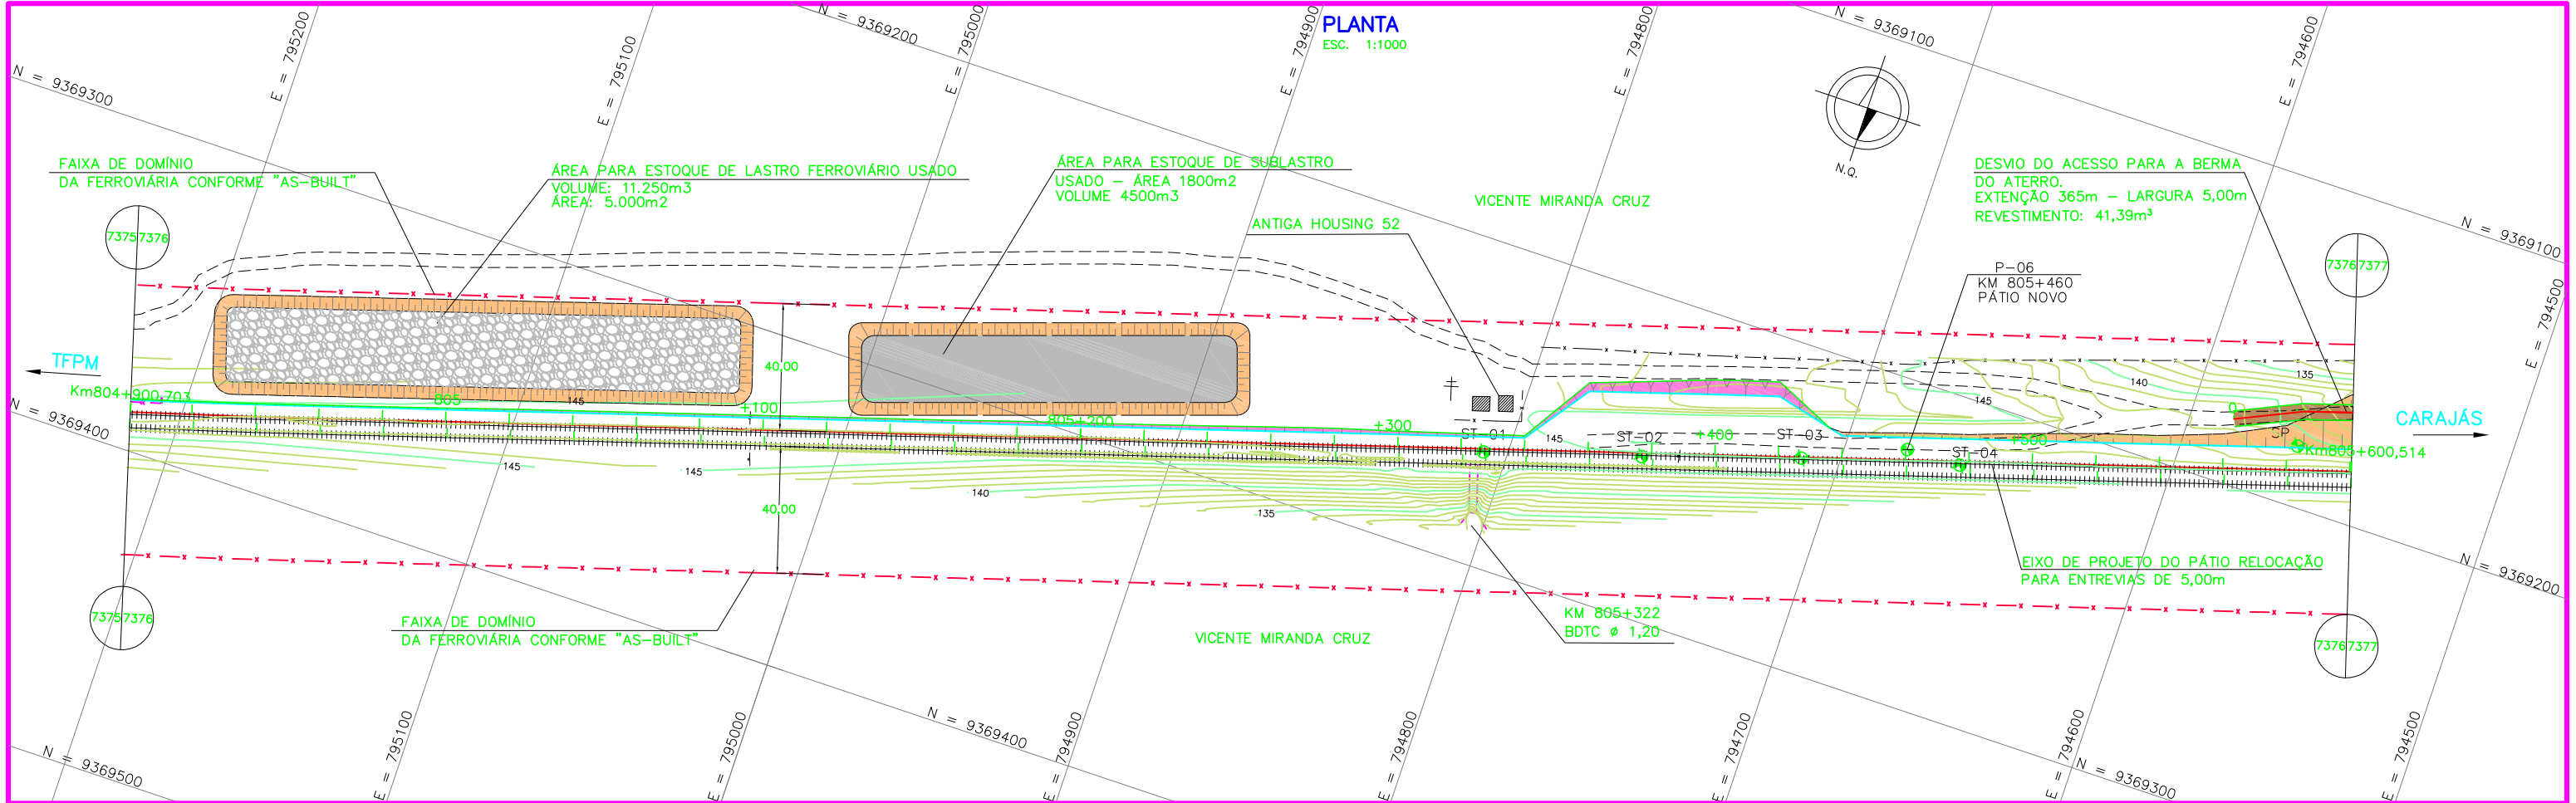 PLANTA
ESC. 1:1000
N = 9369300
E = 795200
E = 795100
N = 9369200
E = 795000
E = 794900
E = 794800
N = 9369100
E = 794600
N = 9369100
E = 794500
N.Q.
FAIXA DE DOMÍNIO
DA FERROVIÁRIA CONFORME "AS-BUILT"
ÁREA PARA ESTOQUE DE LASTRO FERROVIÁRIO USADO
VOLUME: 11.250m3
ÁREA: 5.000m2
ÁREA PARA ESTOQUE DE SUBLASTRO
USADO - ÁREA 1800m2
VOLUME 4500m3
ANTIGA HOUSING 52
VICENTE MIRANDA CRUZ
DESVIO DO ACESSO PARA A BERMA
DO ATERRO.
EXTENÇÃO 365m - LARGURA 5,00m
REVESTIMENTO: 41,39m³
P-06
KM 805+460
PÁTIO NOVO
7375 7376
7376 7377
TFPM
Km804+900,703
805
145
+100
40,00
805+200
+300
ST-01
145
ST-02
+400
ST-03
145
+500
ST-04
140
135
0
SP
Km805+600,514
CARAJÁS
N = 9369400
145
145
140
135
40,00
7375 7376
7376 7377
FAIXA DE DOMÍNIO
DA FERROVIÁRIA CONFORME "AS-BUILT"
VICENTE MIRANDA CRUZ
KM 805+322
BDTC ø 1,20
EIXO DE PROJETO DO PÁTIO RELOCAÇÃO
PARA ENTREVIAS DE 5,00m
N = 9369200
N = 9369500
E = 795100
E = 795000
N = 9369400
E = 794900
E = 794800
E = 794700
E = 794600
N = 9369300
E = 794500